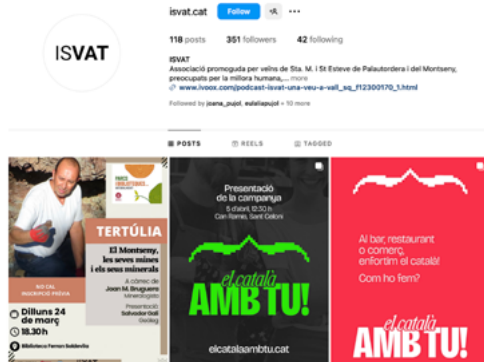 isvat.cat Follow
118 posts 351 followers 42 following
ISVAT
ISVAT
Associació promoguda per veïns de Sta. M. i St Esteve de Palautordera i del Montseny,
preocupats per la millora humana,... more
www.ivoox.com/podcast-isvat-una-veu-a-vall_sq_f12300170_1.html
Followed by joana_pujol, eulaliapujol + 10 more
POSTS REELS TAGGED
TERTÚLIA
El Montseny,
les seves mines
i els seus minerals
A càrrec de
Joan M. Bruguera
Mineralogista
Presentació
Salvador Gali
Geòleg
NO CAL
INSCRIPCIÓ PRÈVIA
Dilluns 24
de març
18.30h
Biblioteca Ferran Soldevila
Presentació
de la campanya
5 d'abril, 12:30 h
Can Ramis, Sant Celoni
el català
AMB TU!
elcatalaambtu.cat
Al bar, restaurant
o comerç,
enfortim el català!
Com ho fem?
el català
AMB TU!